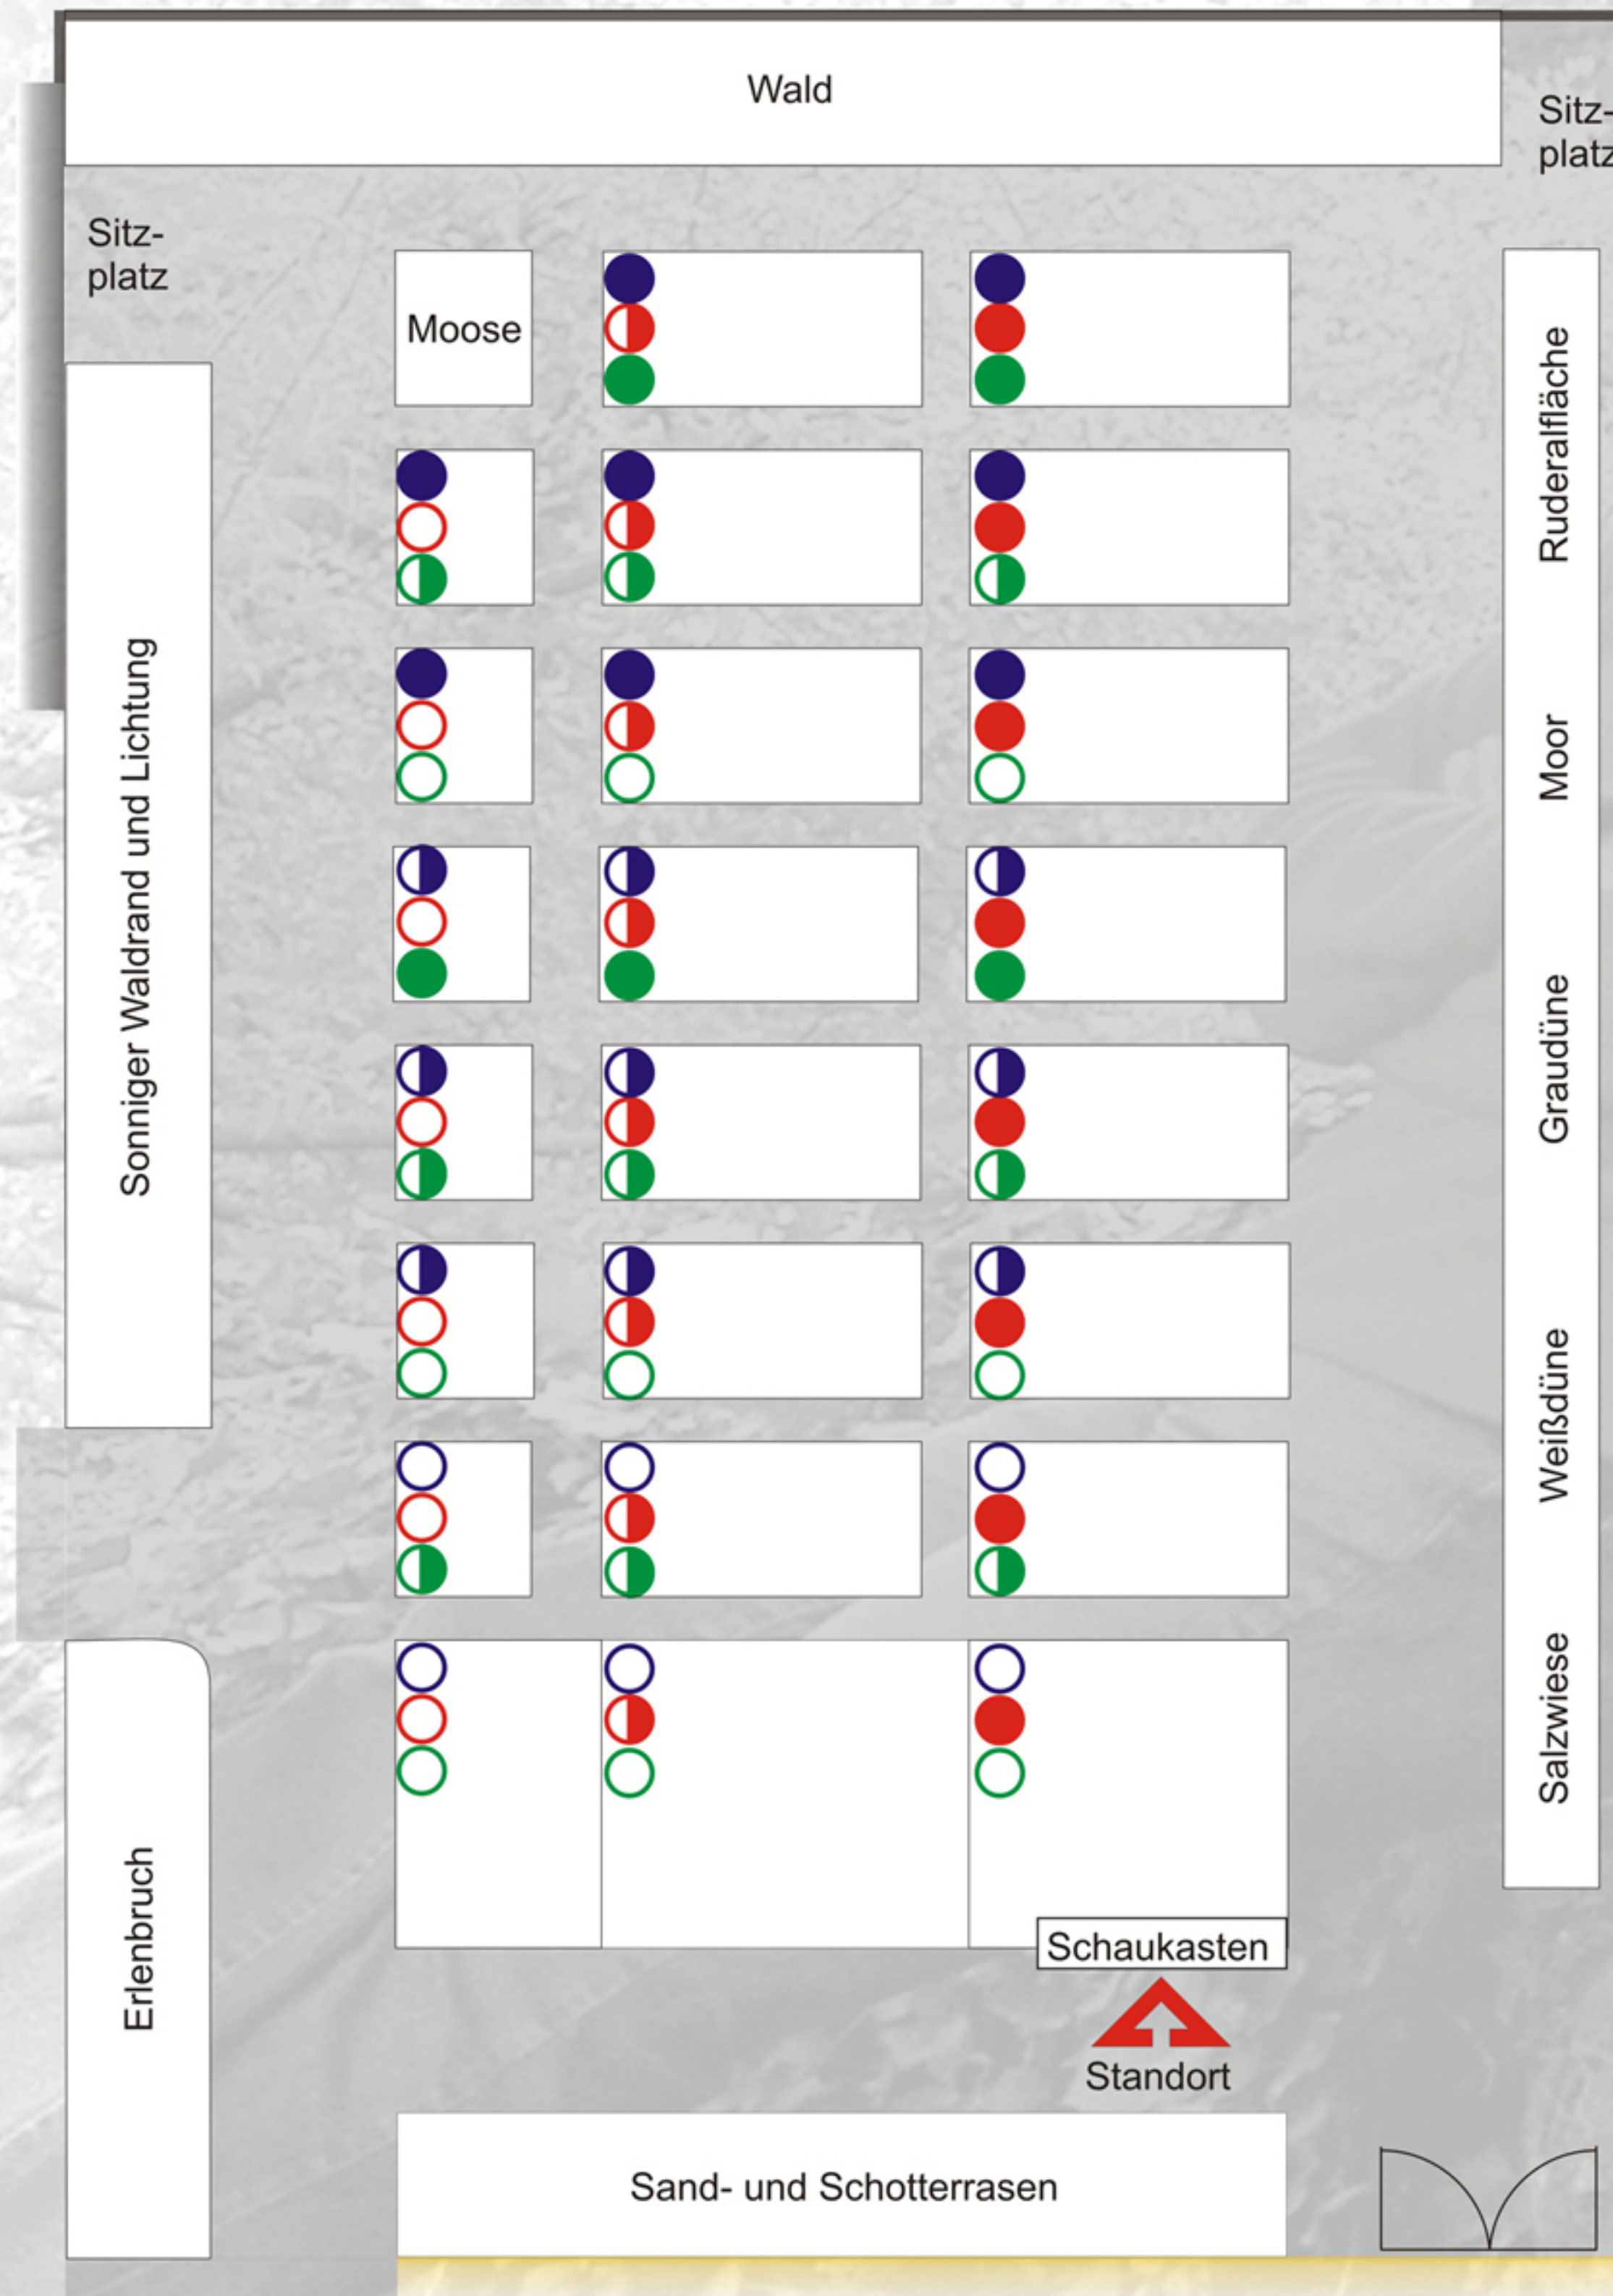 Wald
Sitz-
platz
Sitz-
platz
Moose
Ruderalfläche
Moor
Graudüne
Weißdüne
Salzwiese
Sonniger Waldrand und Lichtung
Erlenbruch
Schaukasten
Standort
Sand- und Schotterrasen